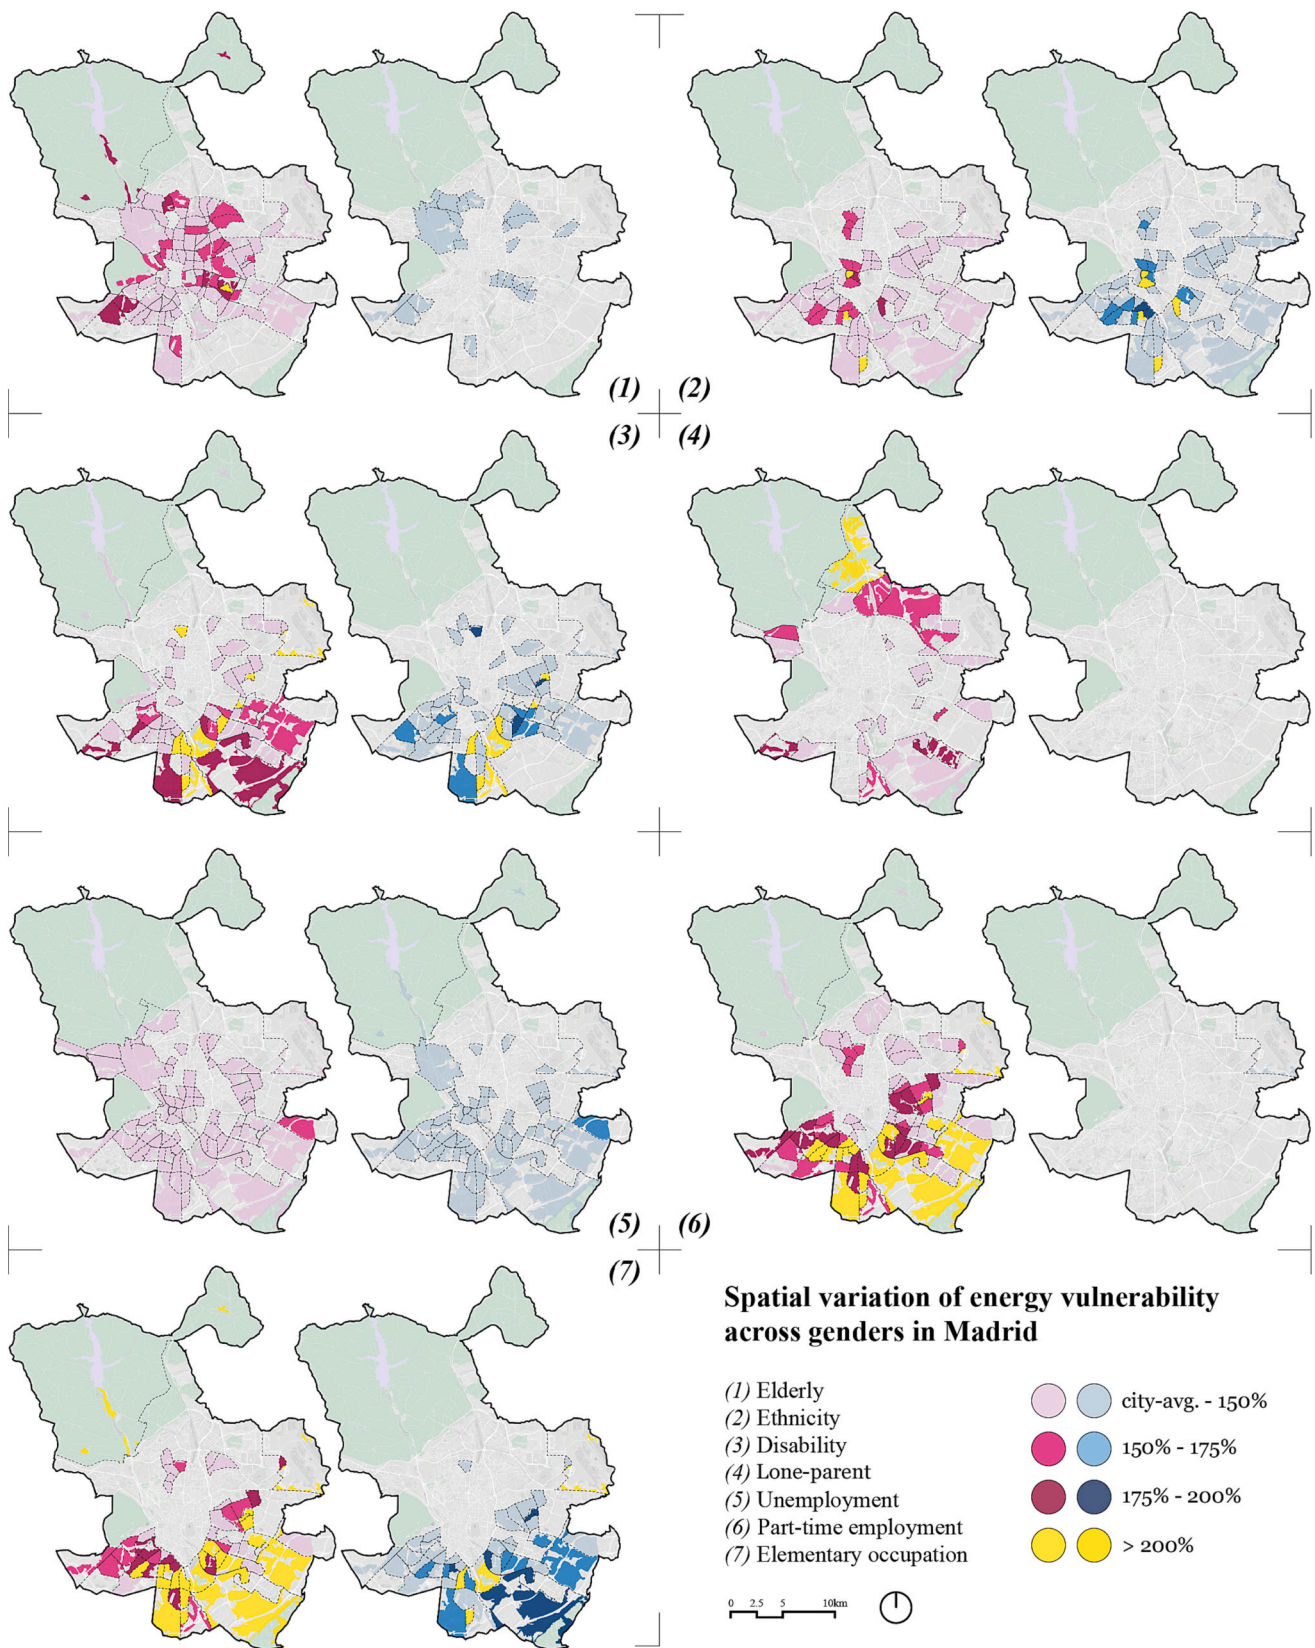 (1)
(2)
(3)
(4)
(5)
(6)
(7)
Spatial variation of energy vulnerability
across genders in Madrid
(1) Elderly
(2) Ethnicity
(3) Disability
(4) Lone-parent
(5) Unemployment
(6) Part-time employment
(7) Elementary occupation
city-avg. - 150%
150% - 175%
175% - 200%
> 200%
0 2.5 5 10km